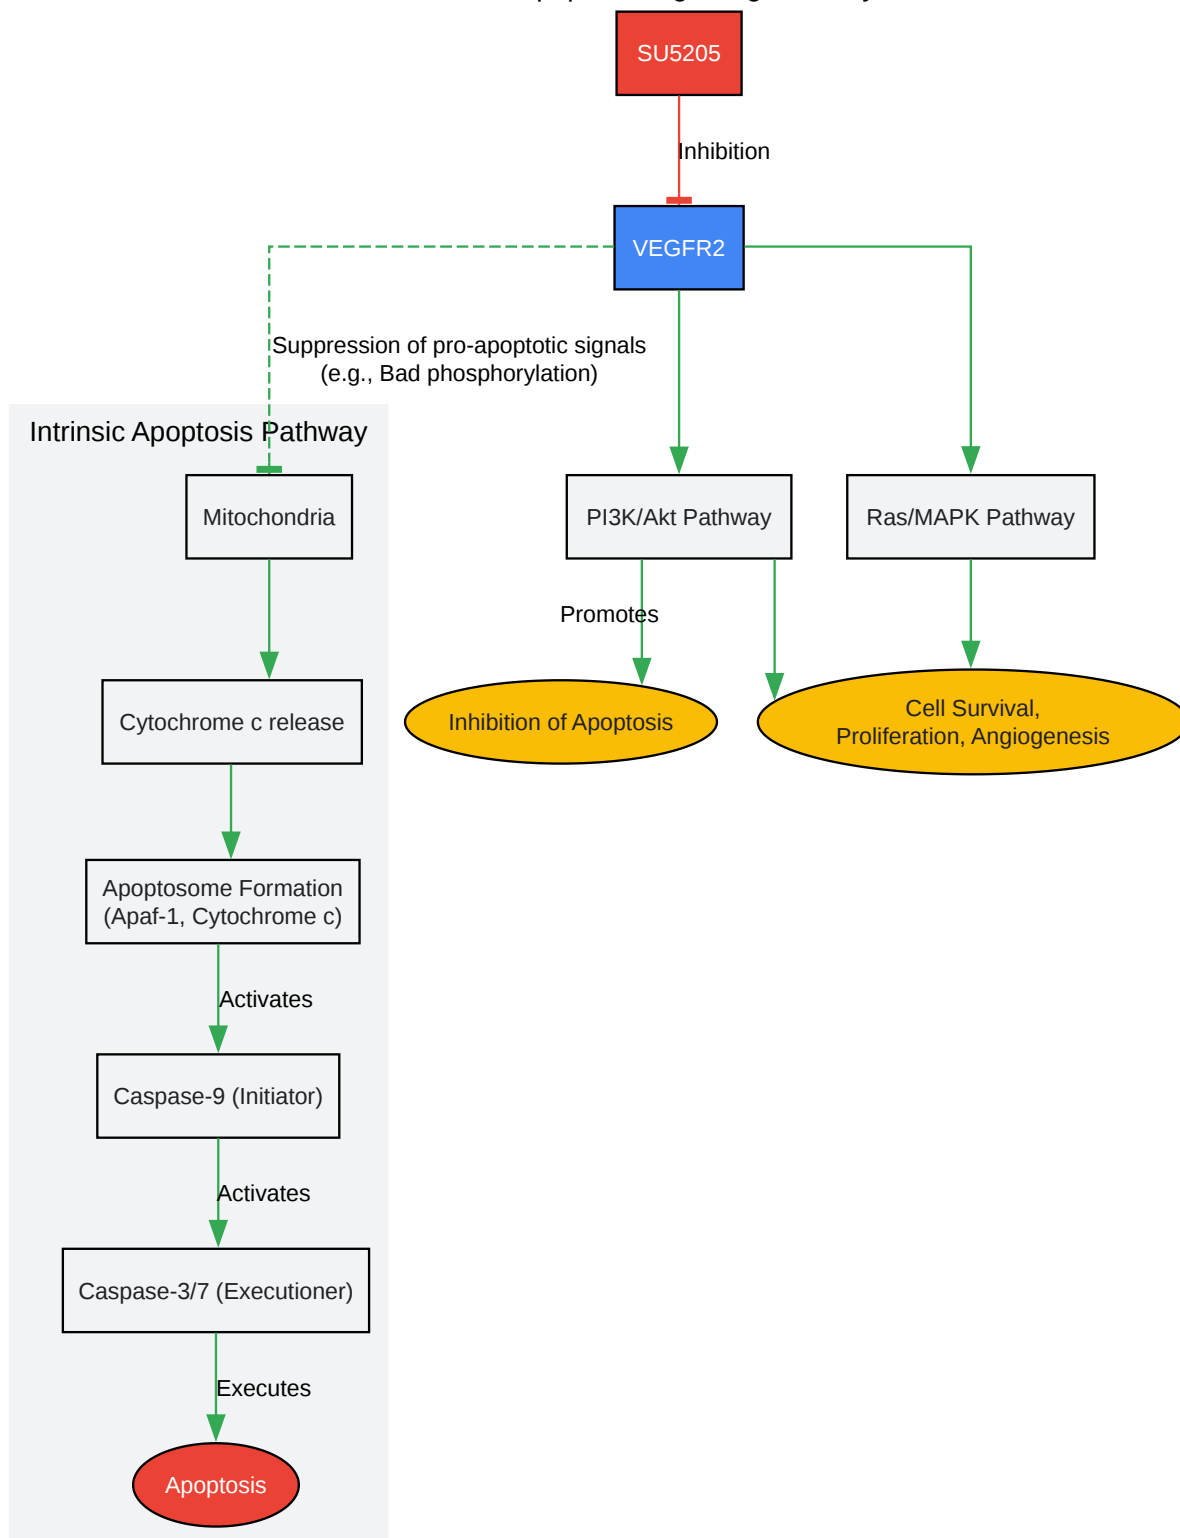 SU5205
Inhibition
VEGFR2
Suppression of pro-apoptotic signals
(e.g., Bad phosphorylation)
Intrinsic Apoptosis Pathway
Mitochondria
PI3K/Akt Pathway
Ras/MAPK Pathway
Promotes
Cytochrome c release
Inhibition of Apoptosis
Cell Survival,
Proliferation, Angiogenesis
Apoptosome Formation
(Apaf-1, Cytochrome c)
Activates
Caspase-9 (Initiator)
Activates
Caspase-3/7 (Executioner)
Executes
Apoptosis